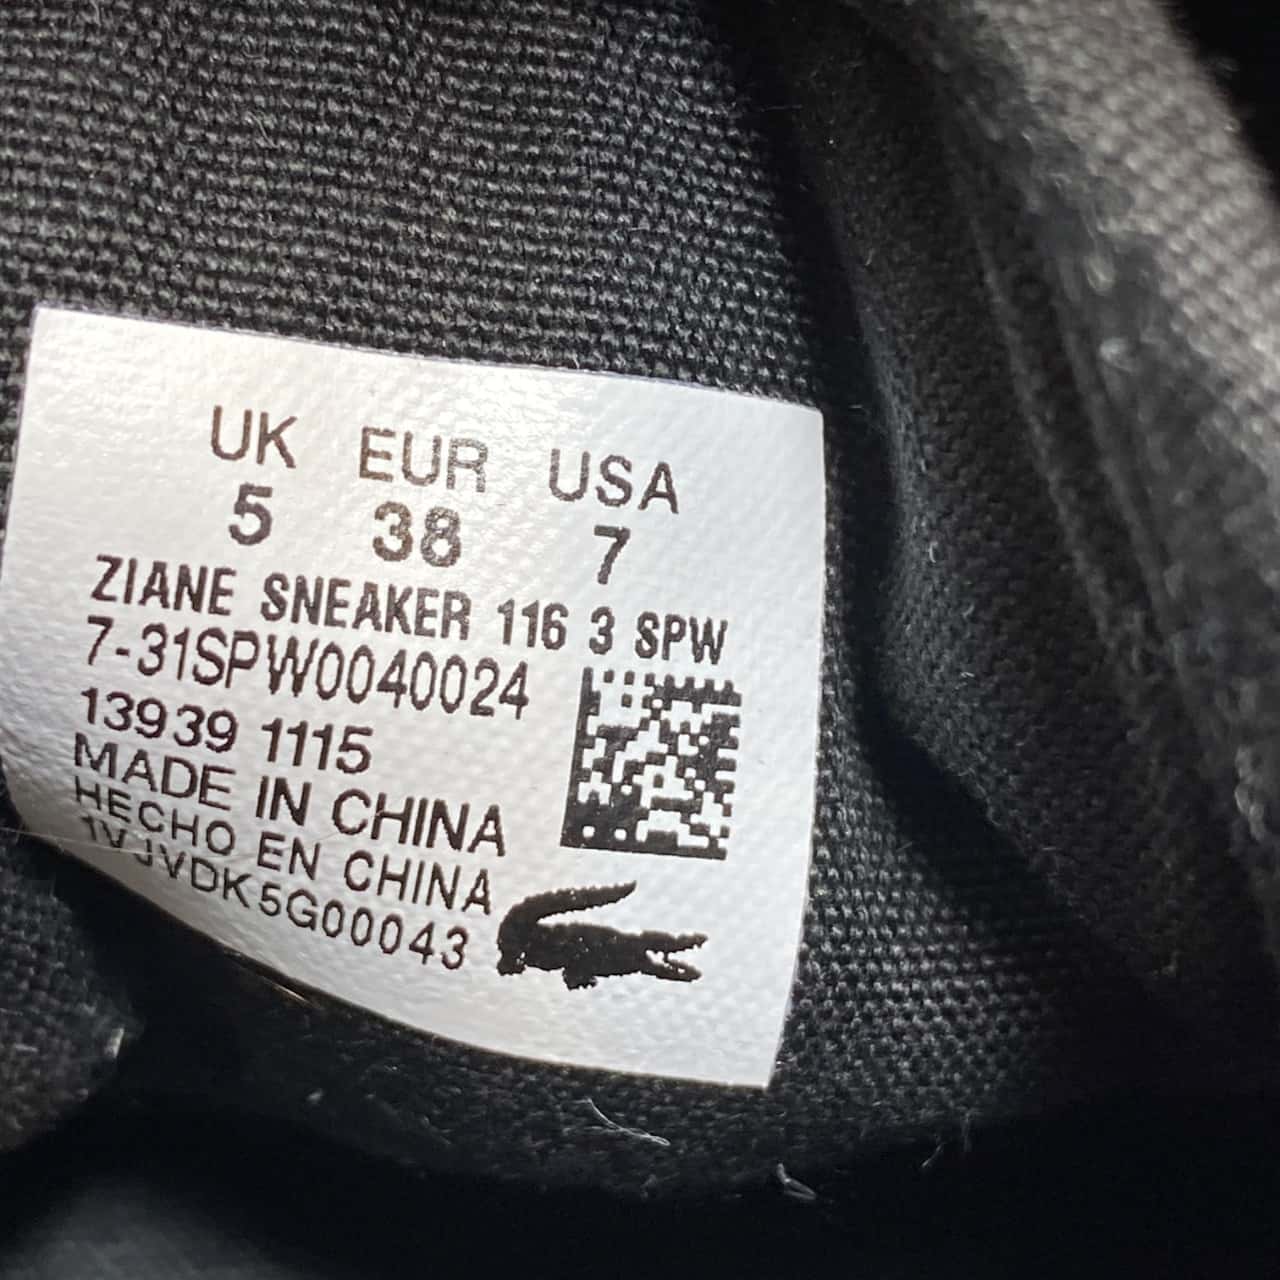 UK EUR USA
5 38 7
ZIANE SNEAKER 116 3 SPW
7-31SPW0040024
13939 1115
MADE IN CHINA
HECHO EN CHINA
1VJVDK5G00043